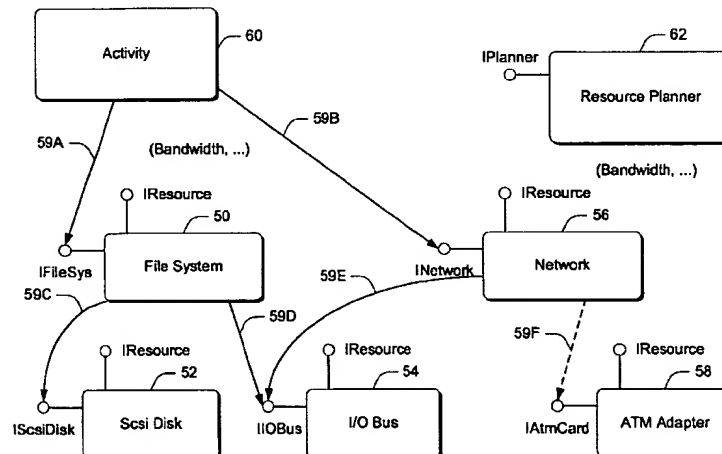 60
Activity
62
IPlanner
Resource Planner
59A
59B
(Bandwidth, ...)
(Bandwidth, ...)
IResource
50
IResource
56
IFileSys
File System
INetwork
Network
59C
59D
59E
59F
IResource
52
IResource
54
IResource
58
IScsiDisk
Scsi Disk
IIOBus
I/O Bus
IAtmCard
ATM Adapter